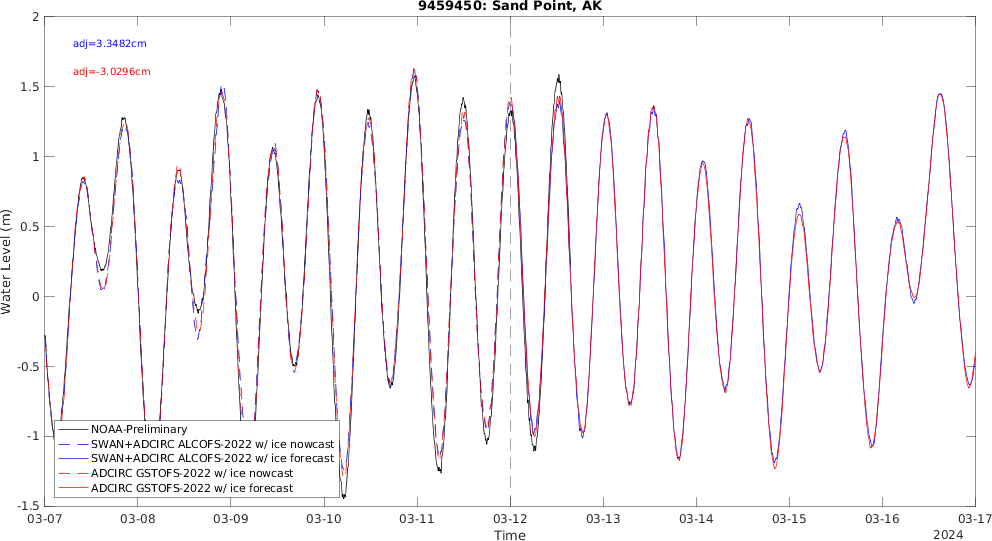 9459450: Sand Point, AK
adj=3.3482cm
adj=-3.0296cm
Water Level (m)
2
1.5
1
0.5
0
-0.5
-1
-1.5
NOAA-Preliminary
SWAN+ADCIRC ALCOFS-2022 w/ ice nowcast
SWAN+ADCIRC ALCOFS-2022 w/ ice forecast
ADCIRC GSTOFS-2022 w/ ice nowcast
ADCIRC GSTOFS-2022 w/ ice forecast
03-07 03-08 03-09 03-10 03-11 03-12 03-13 03-14 03-15 03-16 03-17
Time
2024